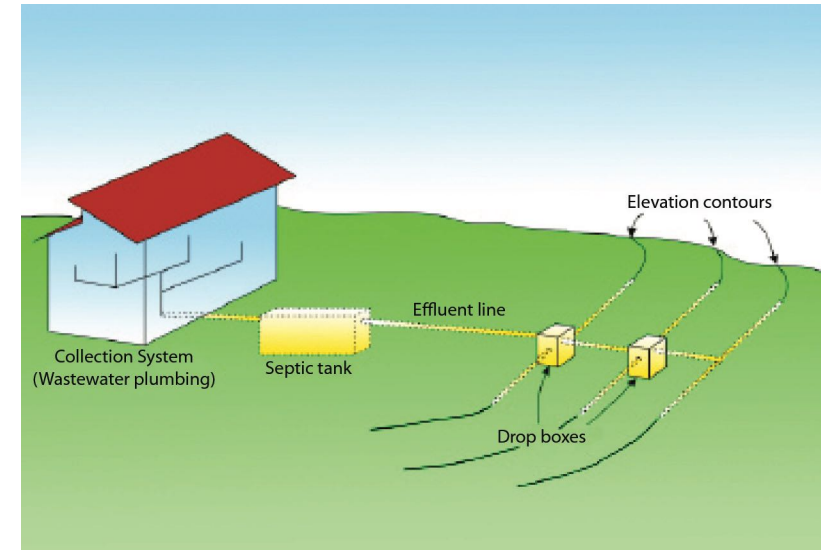 Elevation contours
Effluent line
Collection System
(Wastewater plumbing)
Septic tank
Drop boxes